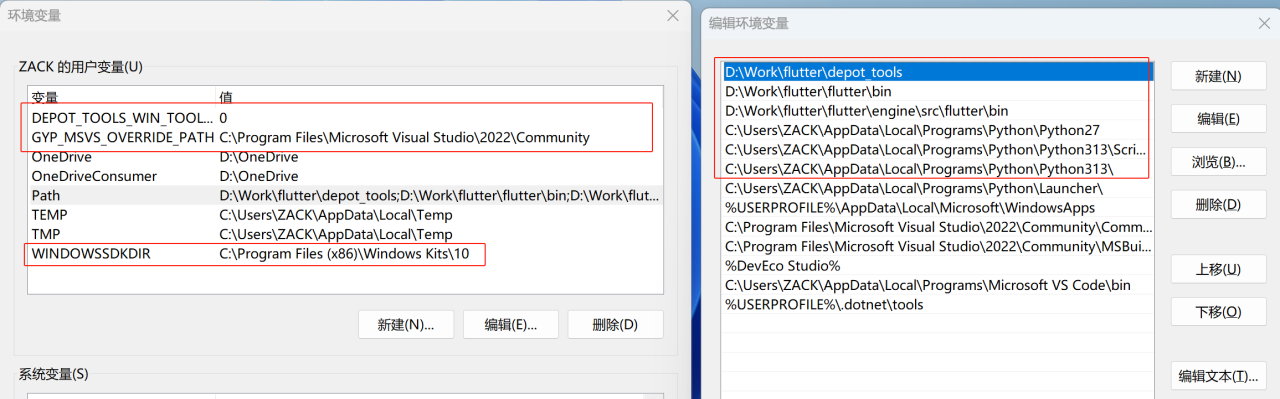 环境变量
ZACK 的用户变量(U)
变量 值
DEPOT_TOOLS_WIN_TOOL... 0
GYP_MSVS_OVERRIDE_PATH C:\Program Files\Microsoft Visual Studio\2022\Community
OneDrive D:\OneDrive
OneDriveConsumer D:\OneDrive
Path D:\Work\flutter\depot_tools;D:\Work\flutter\flutter\bin;D:\Work\flut...
TEMP C:\Users\ZACK\AppData\Local\Temp
TMP C:\Users\ZACK\AppData\Local\Temp
WINDOWSSDKDIR C:\Program Files (x86)\Windows Kits\10
新建(N)... 编辑(E)... 删除(D)
系统变量(S)
编辑环境变量
D:\Work\flutter\depot_tools
D:\Work\flutter\flutter\bin
D:\Work\flutter\flutter\engine\src\flutter\bin
C:\Users\ZACK\AppData\Local\Programs\Python\Python27
C:\Users\ZACK\AppData\Local\Programs\Python\Python313\Scri...
C:\Users\ZACK\AppData\Local\Programs\Python\Python313\
C:\Users\ZACK\AppData\Local\Programs\Python\Launcher\
%USERPROFILE%\AppData\Local\Microsoft\WindowsApps
C:\Program Files\Microsoft Visual Studio\2022\Community\Comm...
C:\Program Files\Microsoft Visual Studio\2022\Community\MSBui...
%DevEco Studio%
C:\Users\ZACK\AppData\Local\Programs\Microsoft VS Code\bin
%USERPROFILE%\.dotnet\tools
新建(N)
编辑(E)
浏览(B)...
删除(D)
上移(U)
下移(O)
编辑文本(T)...